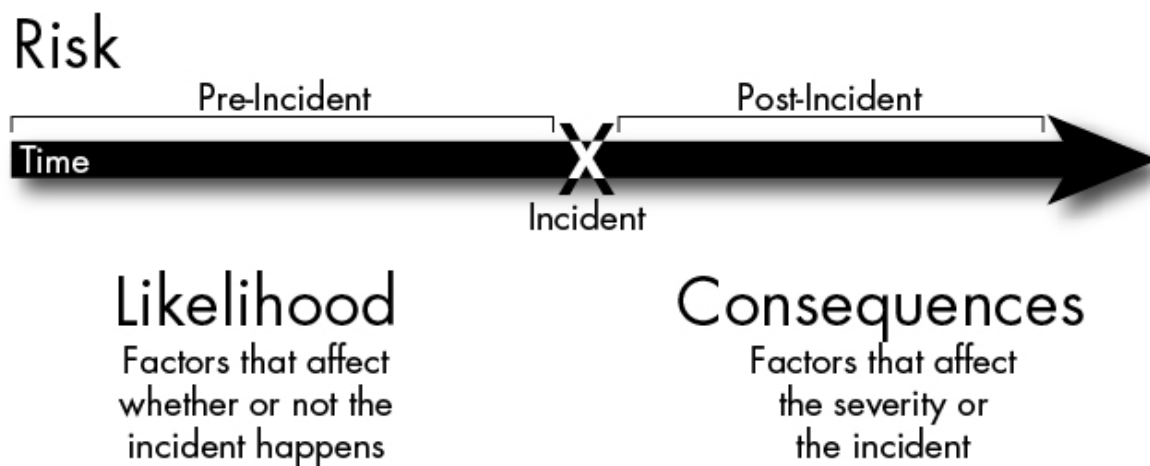 Risk
Pre-Incident
Post-Incident
Time
X
Incident
Likelihood
Factors that affect
whether or not the
incident happens
Consequences
Factors that affect
the severity or
the incident